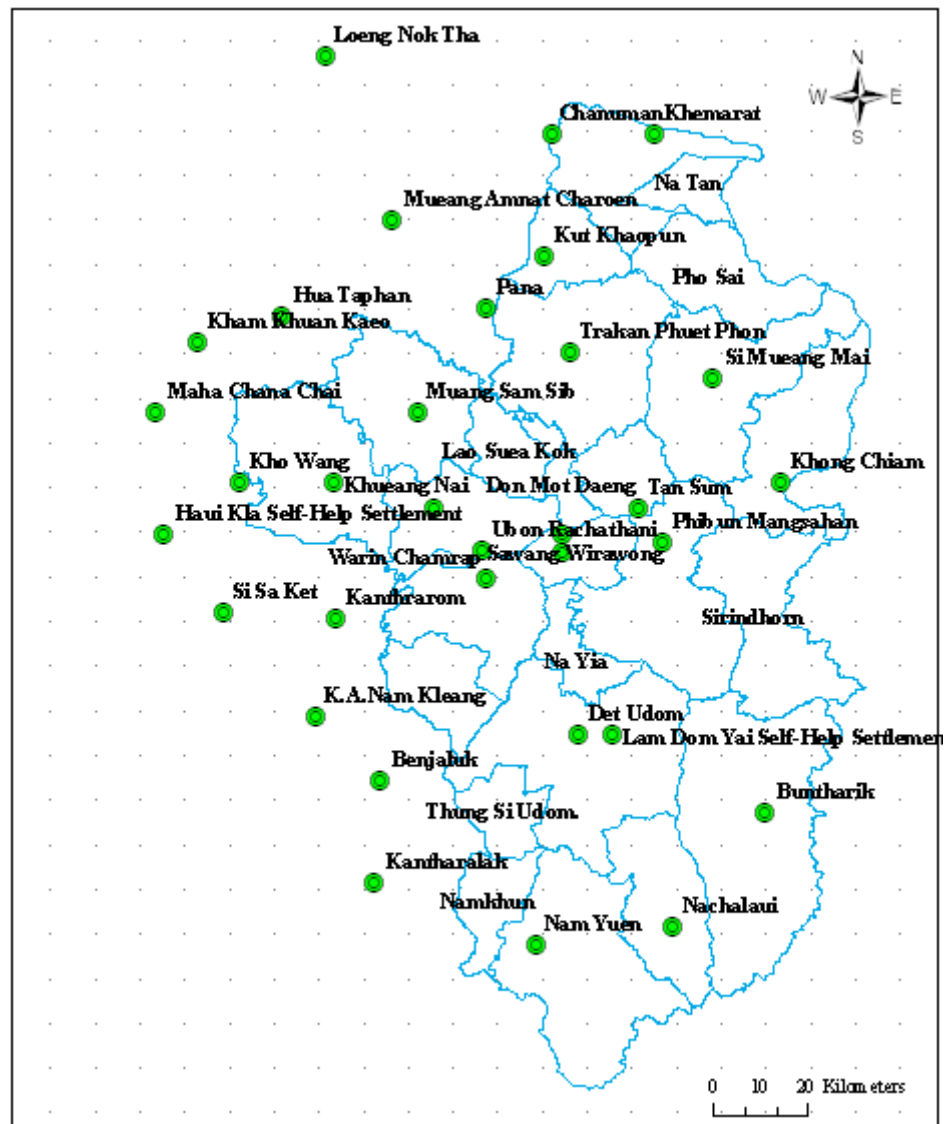 Loeng Nok Tha
N
W E
S
Chanuman Khemarat
Na Tan
Mueang Amnat Charoen
Kut Khaopun
Pho Sai
Hua Taphan
Pana
Kham Khuan Kaeo
Trakan Phuet Phon
Si Mueang Mai
Maha Chana Chai
Muang Sam Sib
Lao Suea Kok
Kho Wang
Khong Chiam
Khueang Nai
Don Mot Daeng
Tan Sum
Haui Kla Self-Help Settlement
Ubon Rachathani
Phibun Mangsahan
Warin Chamrap
Sawang Wirawong
Si Sa Ket
Kanthrarom
Sirindhorn
Na Yia
K.A.Nam Kleang
Det Udom
Lam Dom Yai Self-Help Settlemen
Benjaluk
Buntharik
Thung Si Udom.
Kantharalak
Namkhun
Nachalaui
Nam Yuen
0 10 20 Kilometers